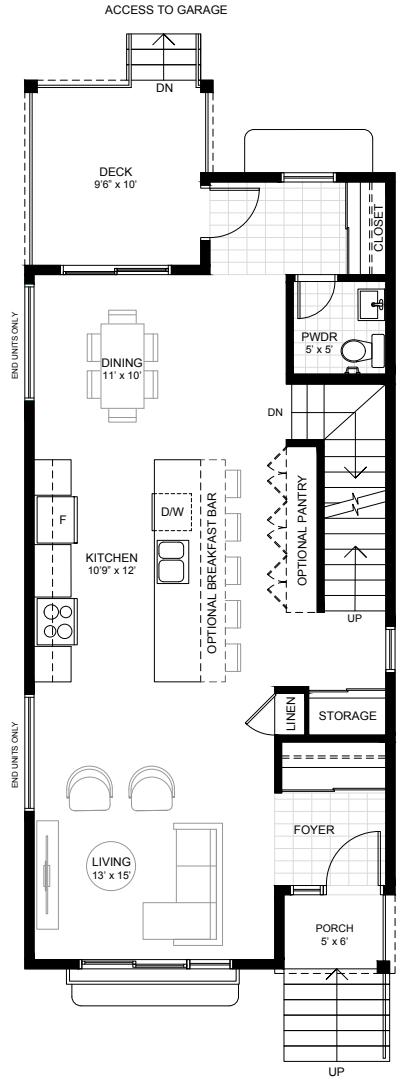 ACCESS TO GARAGE
DN
DECK
9'6" x 10'
CLOSET
PWDR
5' x 5'
END UNITS ONLY
DINING
11' x 10'
DN
F
D/W
KITCHEN
10'9" x 12'
OPTIONAL BREAKFAST BAR
OPTIONAL PANTRY
UP
LINEN
STORAGE
END UNITS ONLY
FOYER
LIVING
13' x 15'
PORCH
5' x 6'
UP